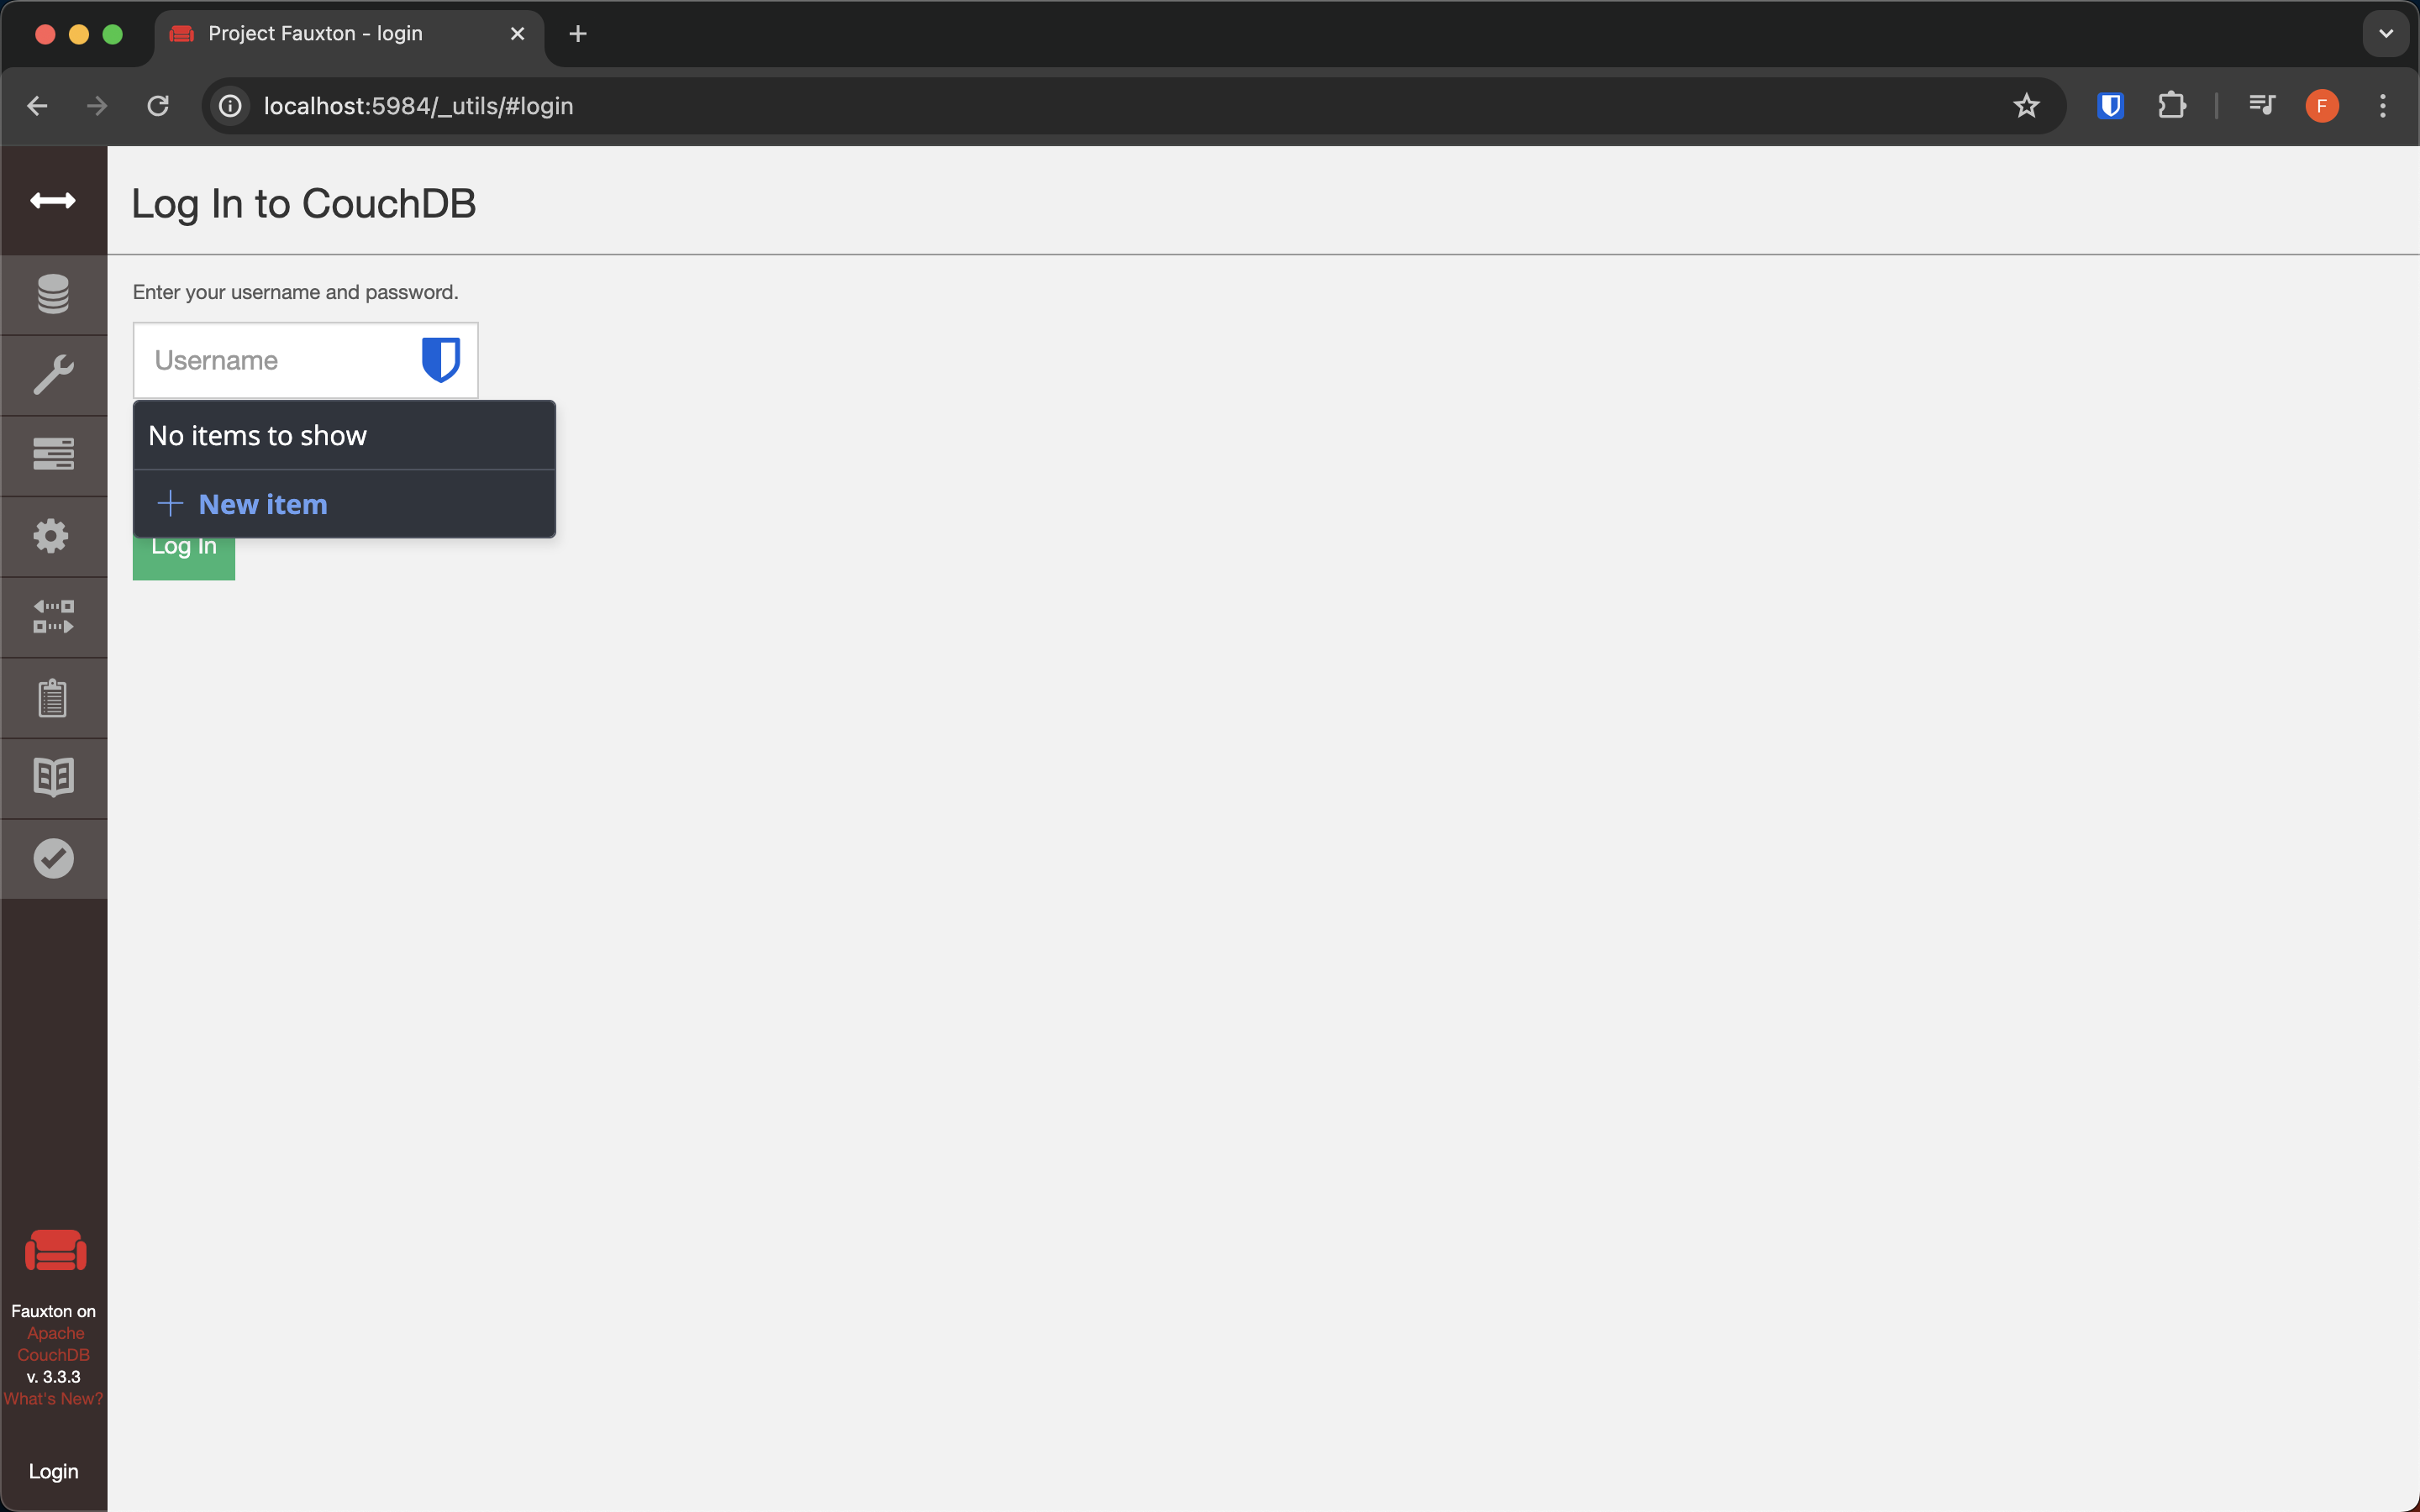 Project Fauxton - login
localhost:5984/_utils/#login
F
Log In to CouchDB
Enter your username and password.
Username
No items to show
New item
Log In
Fauxton on
Apache
CouchDB
v. 3.3.3
What's New?
Login